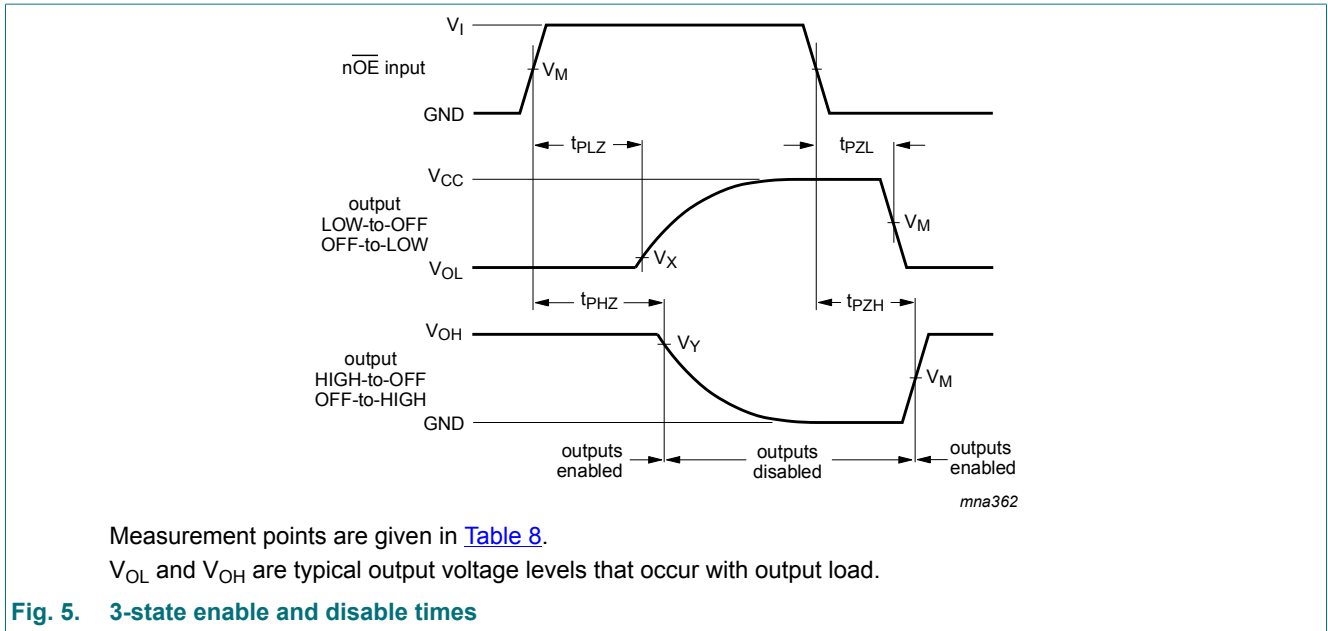 VI
nOE input
VM
GND
tPLZ
tPZL
VCC
output
LOW-to-OFF
OFF-to-LOW
VM
VX
VOL
tPHZ
tPZH
VOH
VY
output
HIGH-to-OFF
OFF-to-HIGH
VM
GND
outputs
enabled
outputs
disabled
outputs
enabled
mna362
Measurement points are given in Table 8.
VOL and VOH are typical output voltage levels that occur with output load.
Fig. 5. 3-state enable and disable times